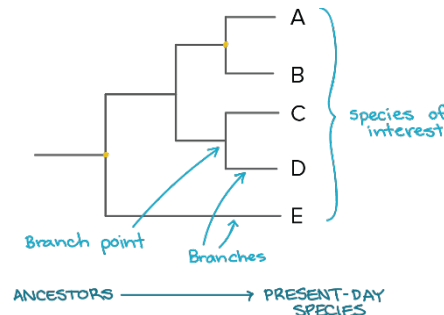 A
B
C
D
E
species of
interest
Branch point
Branches
ANCESTORS
PRESENT-DAY
SPECIES